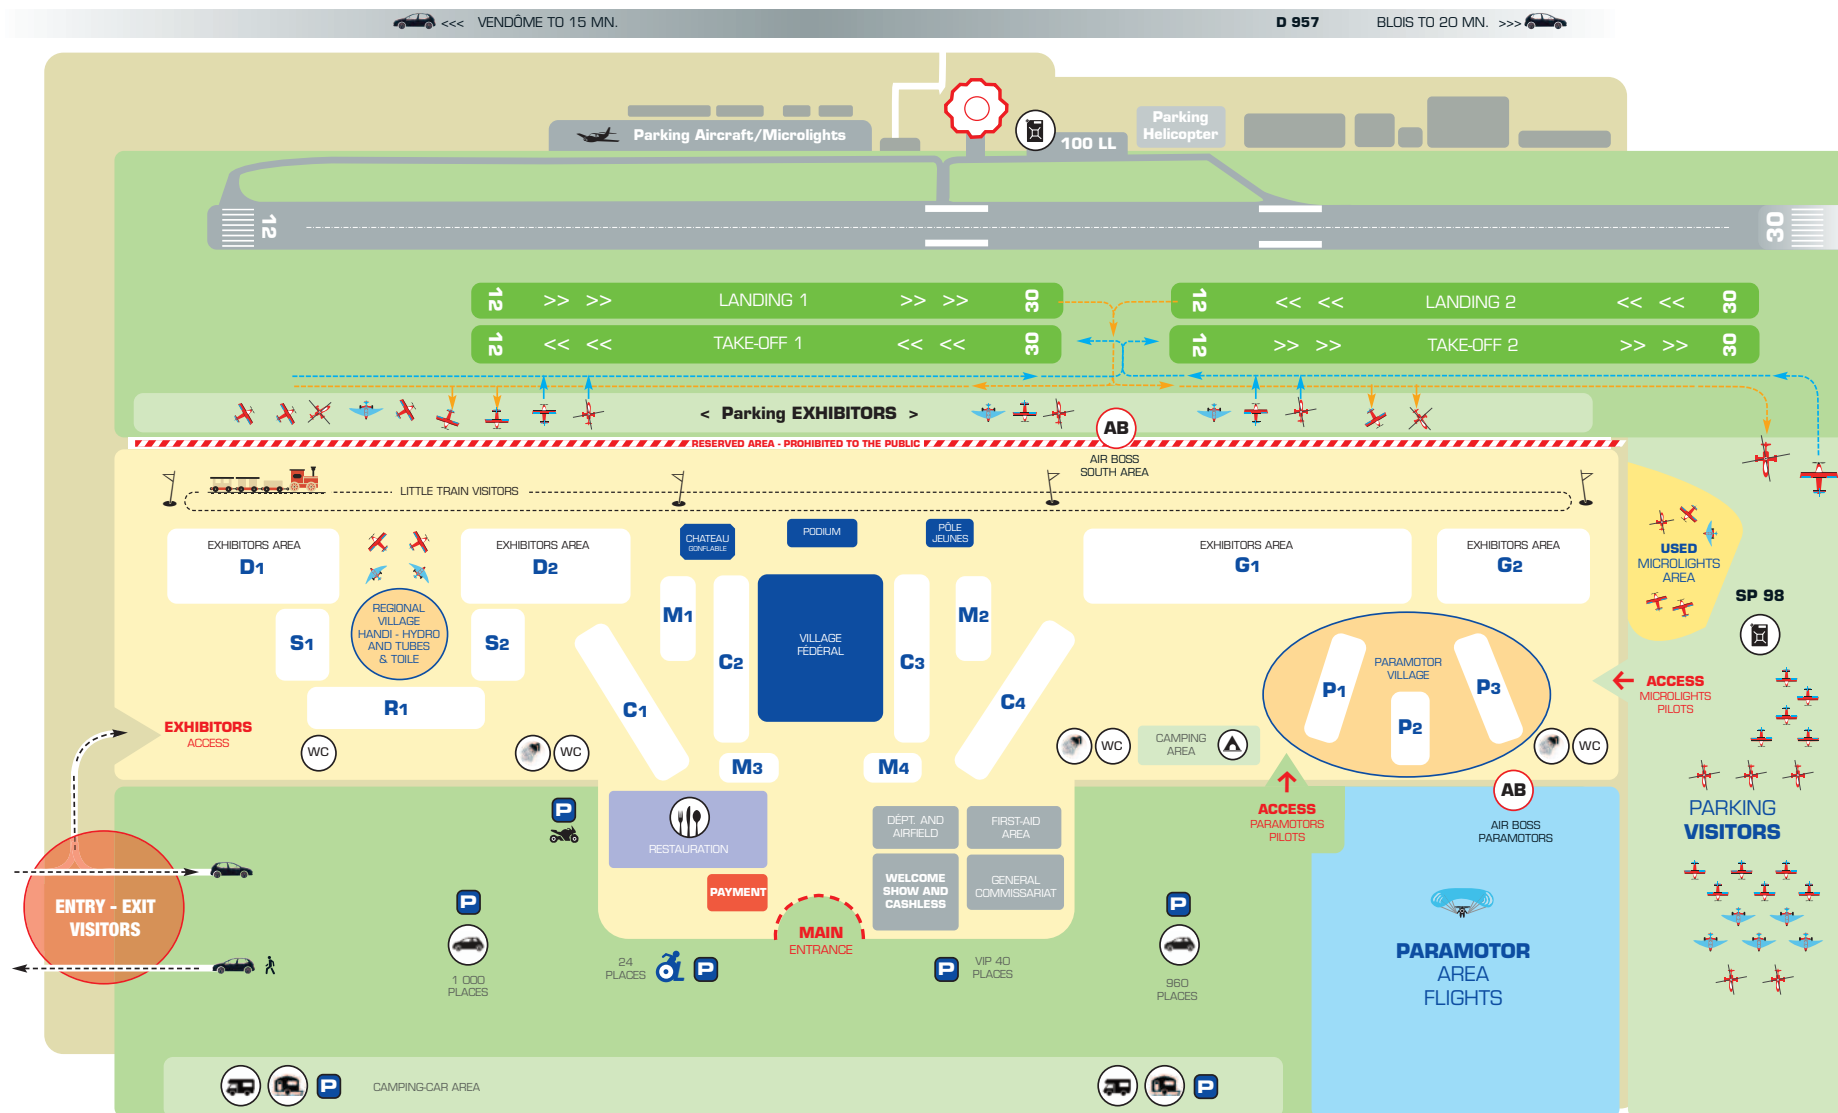 <<< VENDÔME TO 15 MN.
D 957
BLOIS TO 20 MN. >>>
Parking Aircraft/Microlights
100 LL
Parking
Helicopter
12
30
12 >> >> LANDING 1 >> >> 30
12 << << LANDING 2 << << 30
12 << << TAKE-OFF 1 << << 30
12 >> >> TAKE-OFF 2 >> >> 30
< Parking EXHIBITORS >
AB
RESERVED AREA - PROHIBITED TO THE PUBLIC
AIR BOSS
SOUTH AREA
LITTLE TRAIN VISITORS
EXHIBITORS AREA
D1
EXHIBITORS AREA
D2
CHATEAU
GONFLABLE
PODIUM
PÔLE
JEUNES
EXHIBITORS AREA
G1
EXHIBITORS AREA
G2
USED
MICROLIGHTS
AREA
SP 98
REGIONAL
VILLAGE
HANDI - HYDRO
AND TUBES
& TOILE
S1
S2
R1
M1
C2
VILLAGE
FÉDÉRAL
C3
M2
C1
C4
M3
M4
PARAMOTOR
VILLAGE
P1
P2
P3
ACCESS
MICROLIGHTS
PILOTS
EXHIBITORS
ACCESS
WC
WC
WC
CAMPING
AREA
WC
ACCESS
PARAMOTORS
PILOTS
AB
AIR BOSS
PARAMOTORS
PARKING
VISITORS
P
RESTAURATION
PAYMENT
DÉPT. AND
AIRFIELD
FIRST-AID
AREA
WELCOME
SHOW AND
CASHLESS
GENERAL
COMMISSARIAT
MAIN
ENTRANCE
ENTRY - EXIT
VISITORS
P
1 000
PLACES
24
PLACES
P
P
VIP 40
PLACES
P
960
PLACES
PARAMOTOR
AREA
FLIGHTS
P
CAMPING-CAR AREA
P